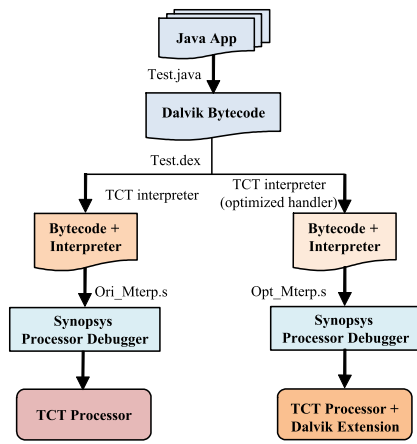 Java App
Test.java
Dalvik Bytecode
Test.dex
TCT interpreter
TCT interpreter
(optimized handler)
Bytecode +
Interpreter
Bytecode +
Interpreter
Ori_Mterp.s
Opt_Mterp.s
Synopsys
Processor Debugger
Synopsys
Processor Debugger
TCT Processor
TCT Processor +
Dalvik Extension